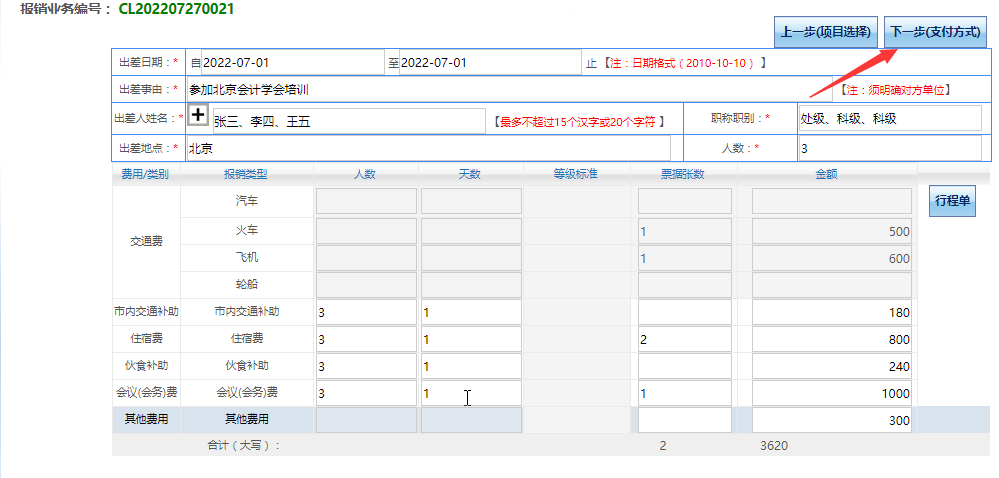 报销业务编号： CL202207270021
上一步(项目选择) 下一步(支付方式)
出差日期：* 自2022-07-01 至2022-07-01 止【注：日期格式（2010-10-10）】
出差事由：* 参加北京会计学会培训 【注：须明确对方单位】
出差人姓名：* 张三、李四、王五 【最多不超过15个汉字或20个字符 】 职称职别：* 处级、科级、科级
出差地点：* 北京 人数：* 3
费用/类别 报销类型 人数 天数 等级标准 票据张数 金额
行程单
汽车
交通费
火车 1 500
飞机 1 600
轮船
市内交通补助 市内交通补助 3 1 180
住宿费 住宿费 3 1 2 800
伙食补助 伙食补助 3 1 240
会议(会务)费 会议(会务)费 3 1 1 1000
其他费用 其他费用 300
合计（大写）： 2 3620